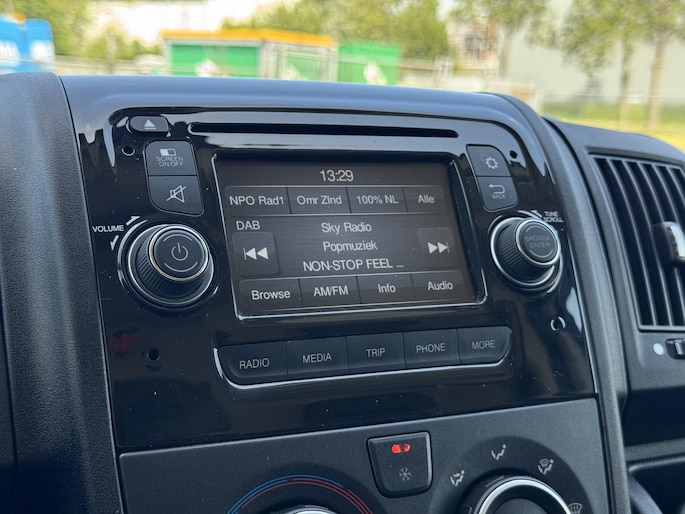 13:29
SCREEN
ON/OFF
NPO Rad1 Omr Zlnd 100% NL Alle
BACK
DAB
Sky Radio
VOLUME
TUNE
SCROLL
Popmuziek
BROWSE
ENTER
NON-STOP FEEL ...
Browse AM/FM Info Audio
RADIO MEDIA TRIP PHONE MORE